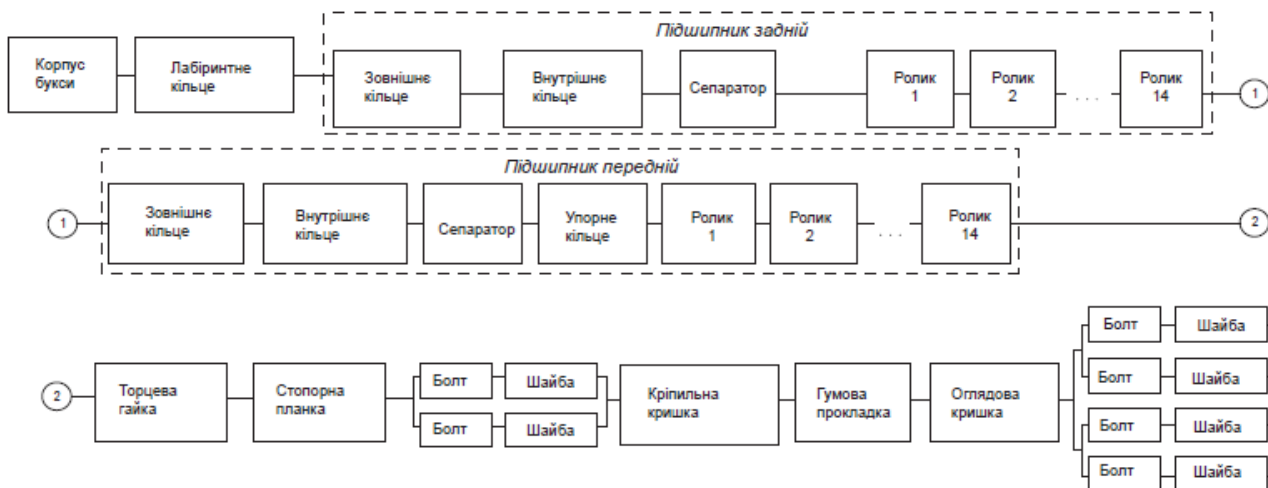 Підшипник задній
Корпус
букси
Лабіринтне
кільце
Зовнішнє
кільце
Внутрішнє
кільце
Сепаратор
Ролик
1
Ролик
2
. . .
Ролик
14
1
Підшипник передній
1
Зовнішнє
кільце
Внутрішнє
кільце
Сепаратор
Упорне
кільце
Ролик
1
Ролик
2
. . .
Ролик
14
2
2
Торцева
гайка
Стопорна
планка
Болт
Шайба
Болт
Шайба
Кріпильна
кришка
Гумова
прокладка
Оглядова
кришка
Болт
Шайба
Болт
Шайба
Болт
Шайба
Болт
Шайба